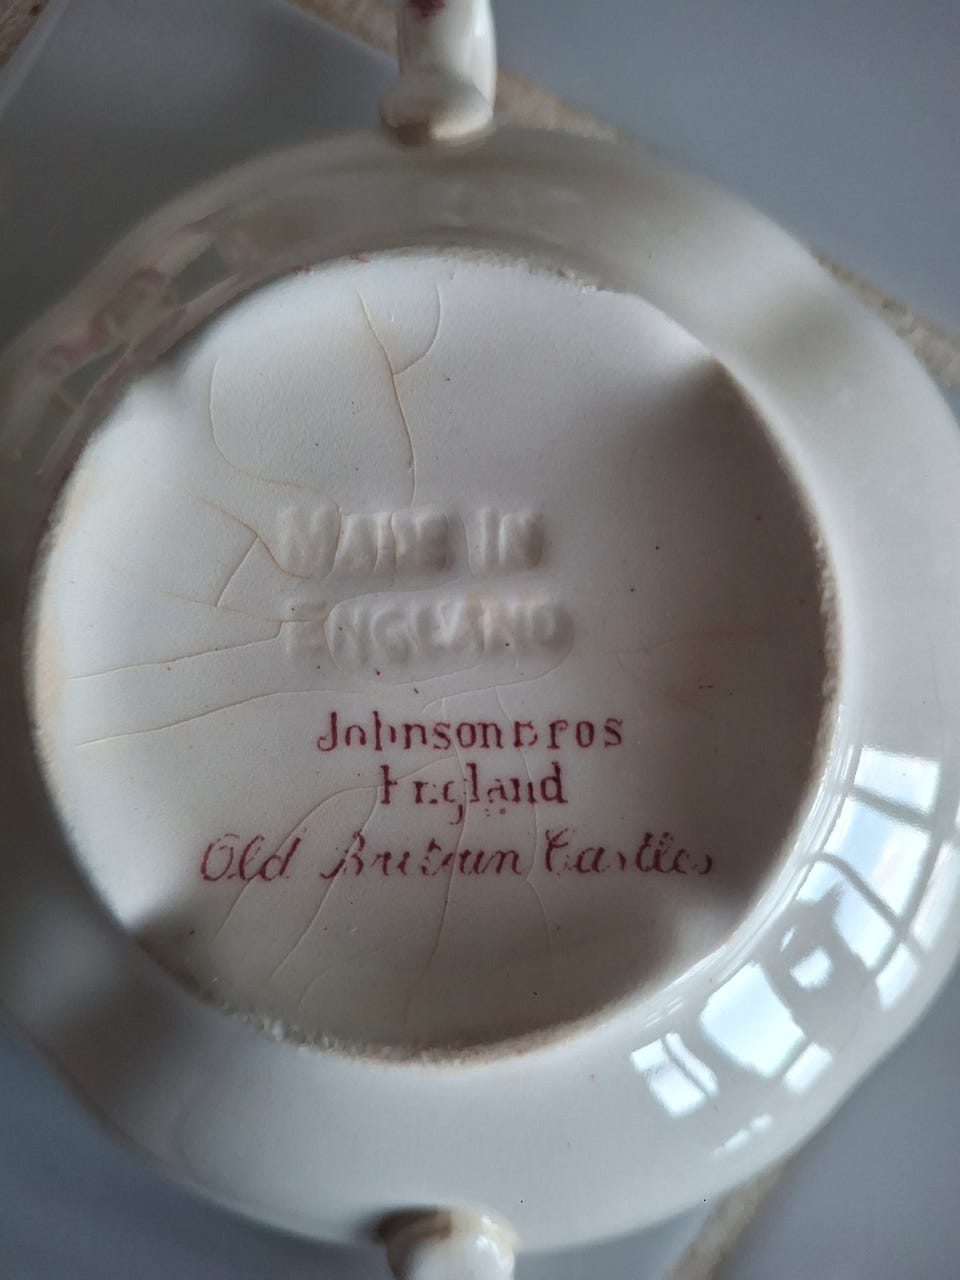 MADE IN
ENGLAND
Johnson Bros
England
Old Britain Castles